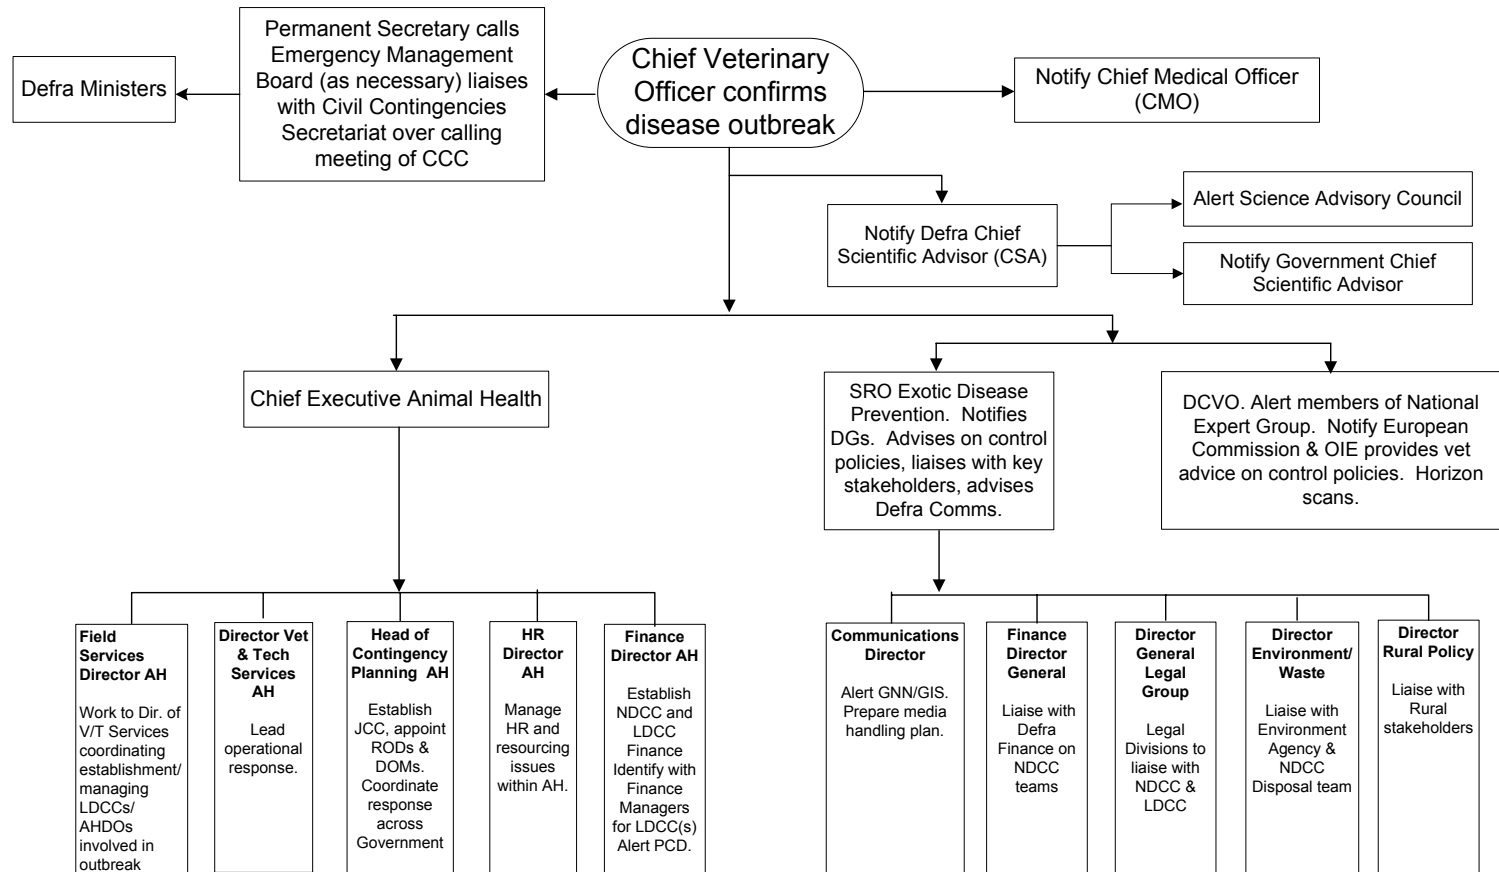 Permanent Secretary calls
Emergency Management
Board (as necessary) liaises
with Civil Contingencies
Secretariat over calling
meeting of CCC
Defra Ministers
Chief Veterinary
Officer confirms
disease outbreak
Notify Chief Medical Officer
(CMO)
Notify Defra Chief
Scientific Advisor (CSA)
Alert Science Advisory Council
Notify Government Chief
Scientific Advisor
Chief Executive Animal Health
SRO Exotic Disease
Prevention. Notifies
DGs. Advises on control
policies, liaises with key
stakeholders, advises
Defra Comms.
DCVO. Alert members of National
Expert Group. Notify European
Commission & OIE provides vet
advice on control policies. Horizon
scans.
Field
Services
Director AH
Work to Dir. of
V/T Services
coordinating
establishment/
managing
LDCCs/
AHDOs
involved in
outbreak
Director Vet
& Tech
Services
AH
Lead
operational
response.
Head of
Contingency
Planning AH
Establish
JCC, appoint
RODs &
DOMs.
Coordinate
response
across
Government
HR
Director
AH
Manage
HR and
resourcing
issues
within AH.
Finance
Director AH
Establish
NDCC and
LDCC
Finance
Identify with
Finance
Managers
for LDCC(s)
Alert PCD.
Communications
Director
Alert GNN/GIS.
Prepare media
handling plan.
Finance
Director
General
Liaise with
Defra
Finance on
NDCC
teams
Director
General
Legal
Group
Legal
Divisions to
liaise with
NDCC &
LDCC
Director
Environment/
Waste
Liaise with
Environment
Agency &
NDCC
Disposal team
Director
Rural Policy
Liaise with
Rural
stakeholders